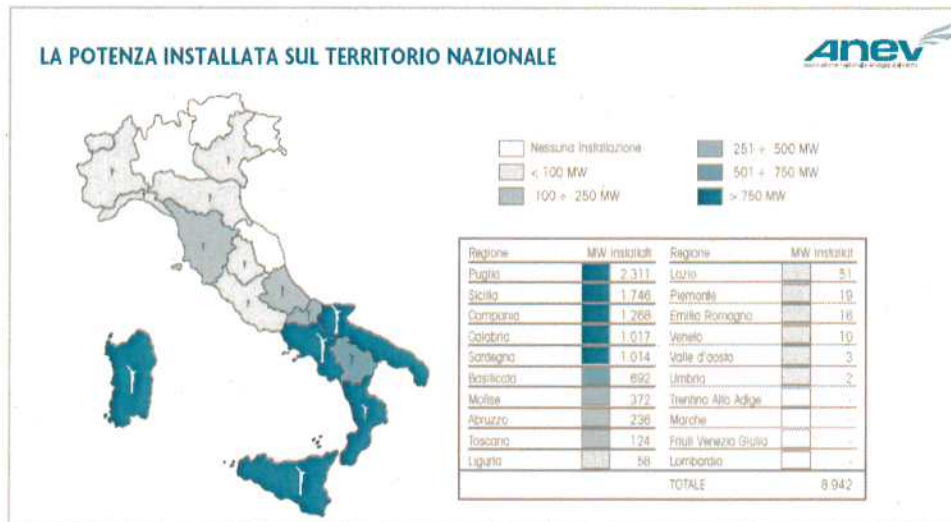 LA POTENZA INSTALLATA SUL TERRITORIO NAZIONALE
Anev
Nessuna Installazione
< 100 MW
100 ÷ 250 MW
251 ÷ 500 MW
501 ÷ 750 MW
> 750 MW
Regione MW installati Regione MW installati
Puglia 2.311 Lazio 51
Sicilia 1.746 Piemonte 19
Campania 1.268 Emilia Romagna 16
Calabria 1.017 Veneto 10
Sardegna 1.014 Valle d'aosta 3
Basilicata 692 Umbria 2
Molise 372 Trentino Alto Adige -
Abruzzo 236 Marche -
Toscana 124 Friuli Venezia Giulia -
Liguria 58 Lombardia -
TOTALE 8.942